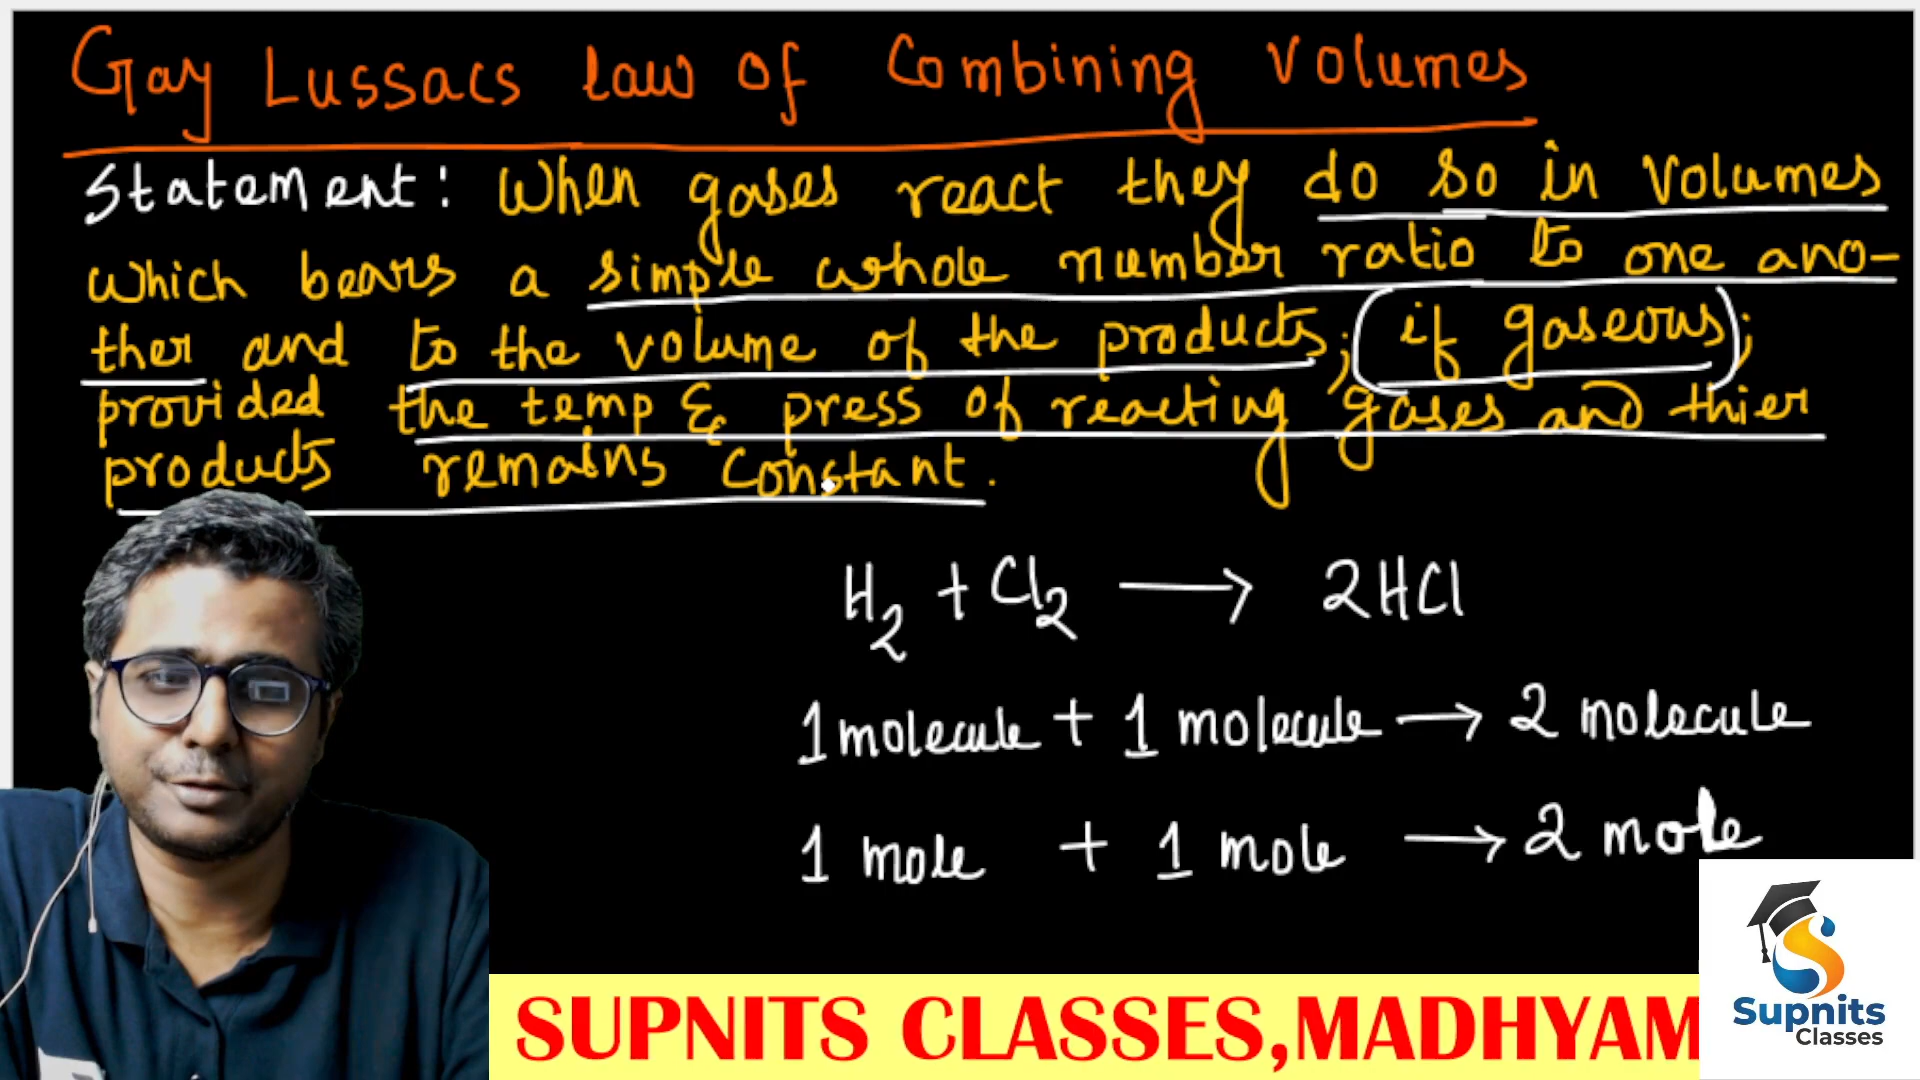 Gay Lussacs law of Combining Volumes
Statement: When gases react they do so in volumes
which bears a simple whole number ratio to one ano-
ther and to the volume of the products; (if gaseous);
provided the temp & press of reacting gases and thier
products remains constant.
H₂ + Cl₂ ⟶ 2HCl
1 molecule + 1 molecule → 2 molecule
1 mole + 1 mole → 2 mole
SUPNITS CLASSES,MADHYAM
Supnits
Classes